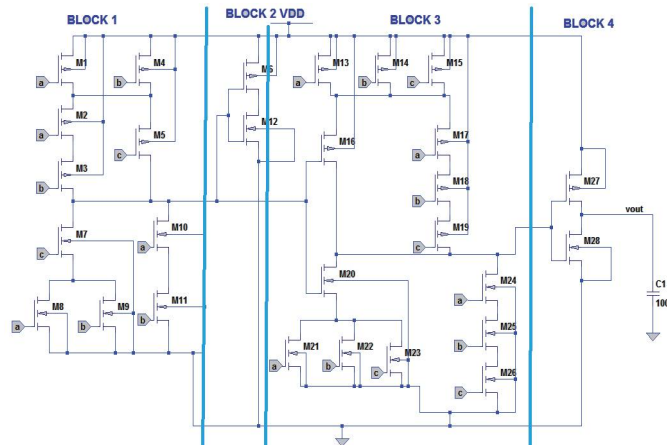 BLOCK 1
BLOCK 2 VDD
BLOCK 3
BLOCK 4
M1
a
M4
b
M6
M13
a
M14
b
M15
c
M2
a
M5
c
M12
M16
M17
a
M3
b
M18
b
M27
M7
c
M10
a
M19
c
vout
M28
M8
a
M9
b
M11
b
M20
M24
a
C1
100
M21
a
M22
b
M23
c
M25
b
M26
c